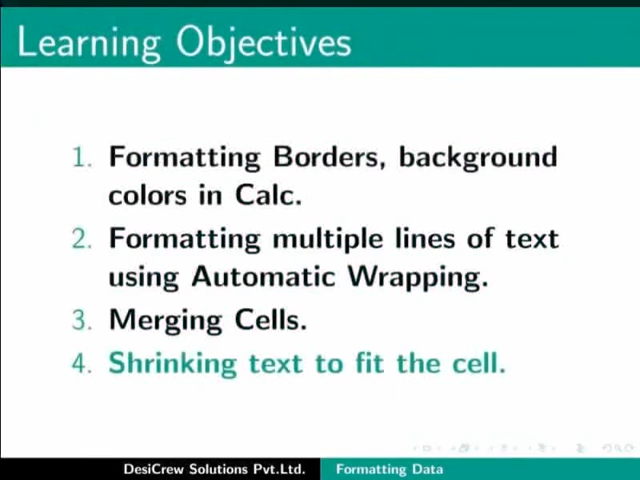 Learning Objectives
1. Formatting Borders, background
colors in Calc.
2. Formatting multiple lines of text
using Automatic Wrapping.
3. Merging Cells.
4. Shrinking text to fit the cell.
DesiCrew Solutions Pvt.Ltd. Formatting Data